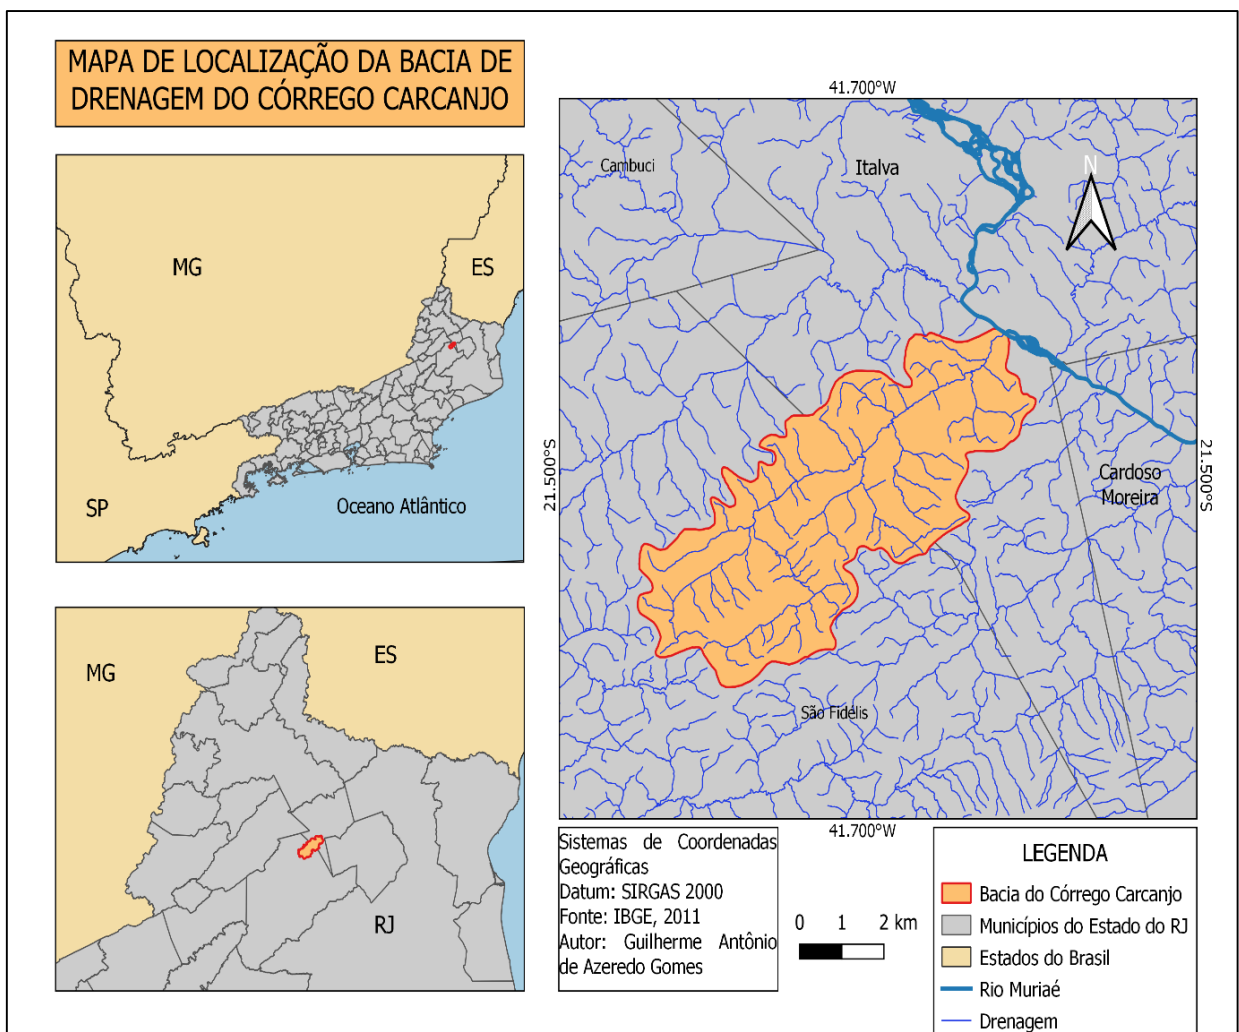 MAPA DE LOCALIZAÇÃO DA BACIA DE
DRENAGEM DO CÓRREGO CARCANJO
MG
ES
SP
Oceano Atlântico
MG
ES
RJ
41.700°W
Cambuci
Italva
N
21.500°S
21.500°S
Cardoso
Moreira
São Fidélis
41.700°W
Sistemas de Coordenadas
Geográficas
Datum: SIRGAS 2000
Fonte: IBGE, 2011
Autor: Guilherme Antônio
de Azeredo Gomes
0 1 2 km
LEGENDA
Bacia do Córrego Carcanjo
Municípios do Estado do RJ
Estados do Brasil
Rio Muriaé
Drenagem